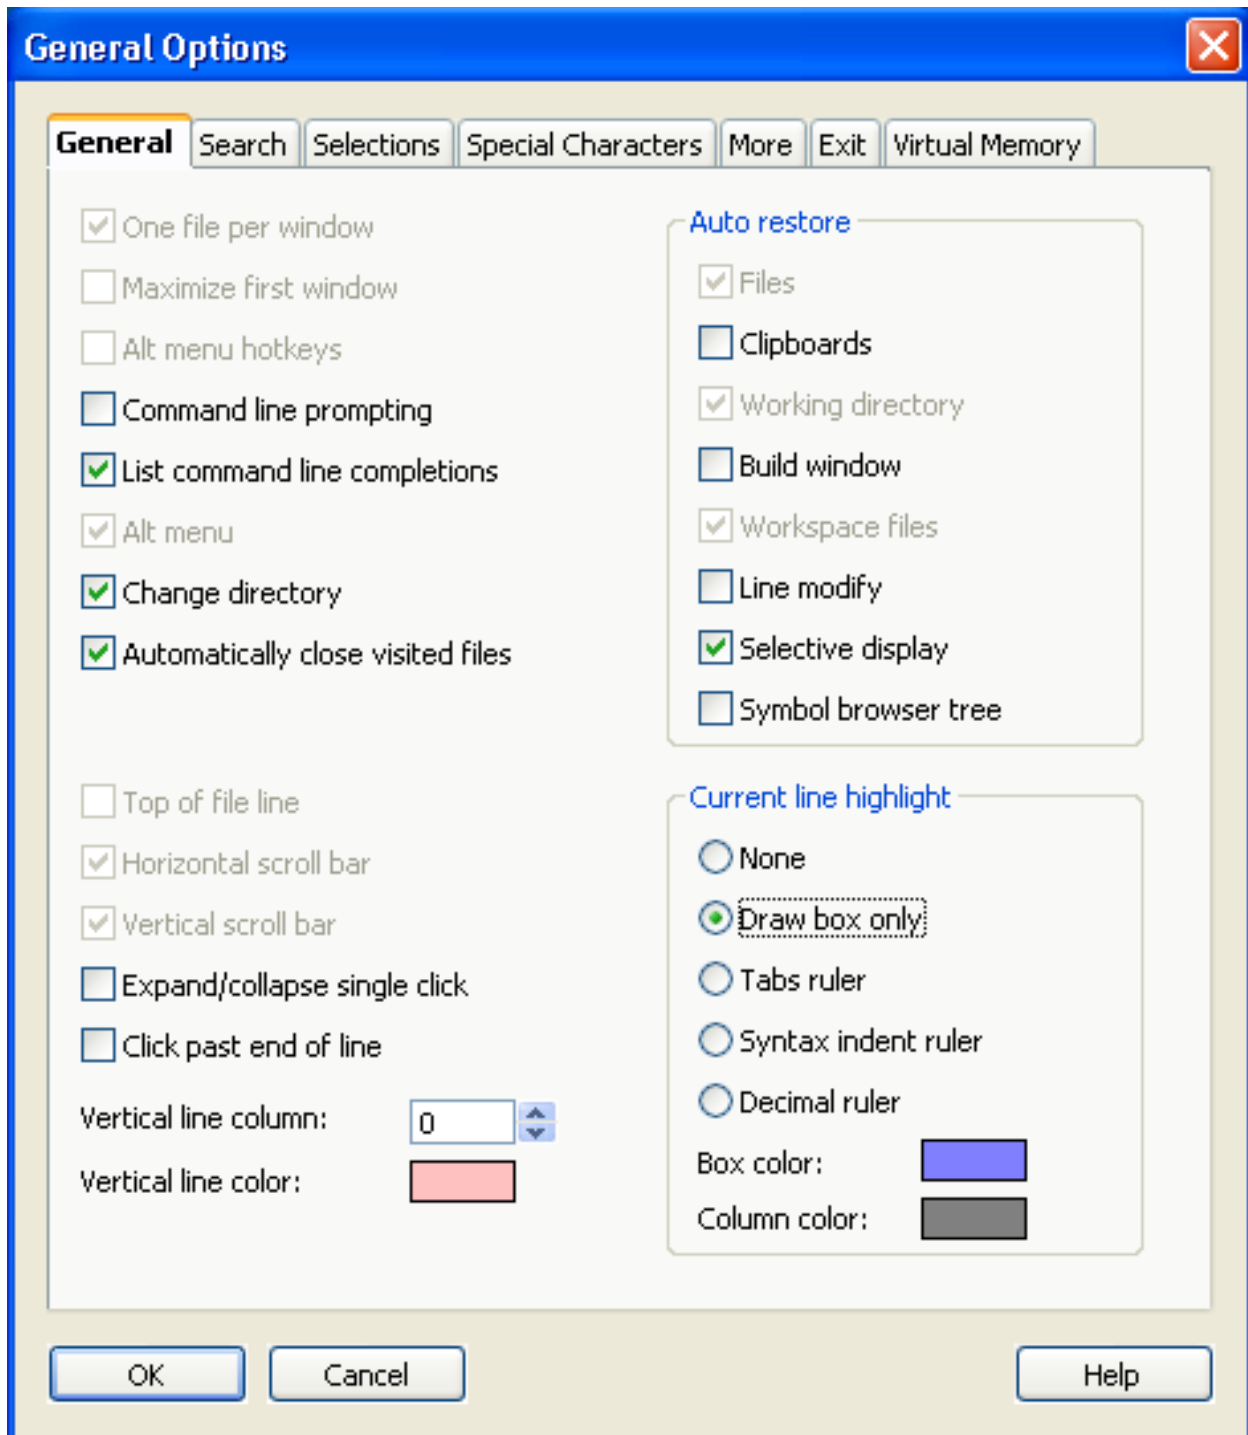 General Options
General Search Selections Special Characters More Exit Virtual Memory
One file per window
Maximize first window
Alt menu hotkeys
Command line prompting
List command line completions
Alt menu
Change directory
Automatically close visited files
Auto restore
Files
Clipboards
Working directory
Build window
Workspace files
Line modify
Selective display
Symbol browser tree
Top of file line
Horizontal scroll bar
Vertical scroll bar
Expand/collapse single click
Click past end of line
Vertical line column: 0
Vertical line color:
Current line highlight
None
Draw box only
Tabs ruler
Syntax indent ruler
Decimal ruler
Box color:
Column color:
OK Cancel Help